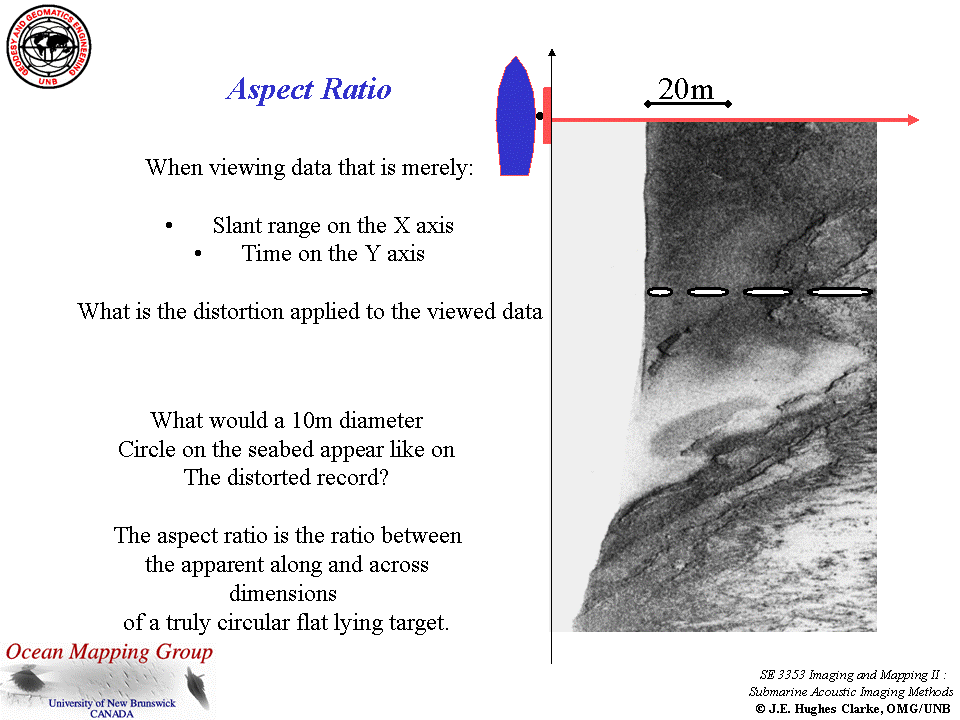 GEODESY AND GEOMATICS ENGINEERING
UNB
Aspect Ratio
20m
When viewing data that is merely:
• Slant range on the X axis
• Time on the Y axis
What is the distortion applied to the viewed data
What would a 10m diameter
Circle on the seabed appear like on
The distorted record?
The aspect ratio is the ratio between
the apparent along and across
dimensions
of a truly circular flat lying target.
Ocean Mapping Group
University of New Brunswick
CANADA
SE 3353 Imaging and Mapping II :
Submarine Acoustic Imaging Methods
© J.E. Hughes Clarke, OMG/UNB